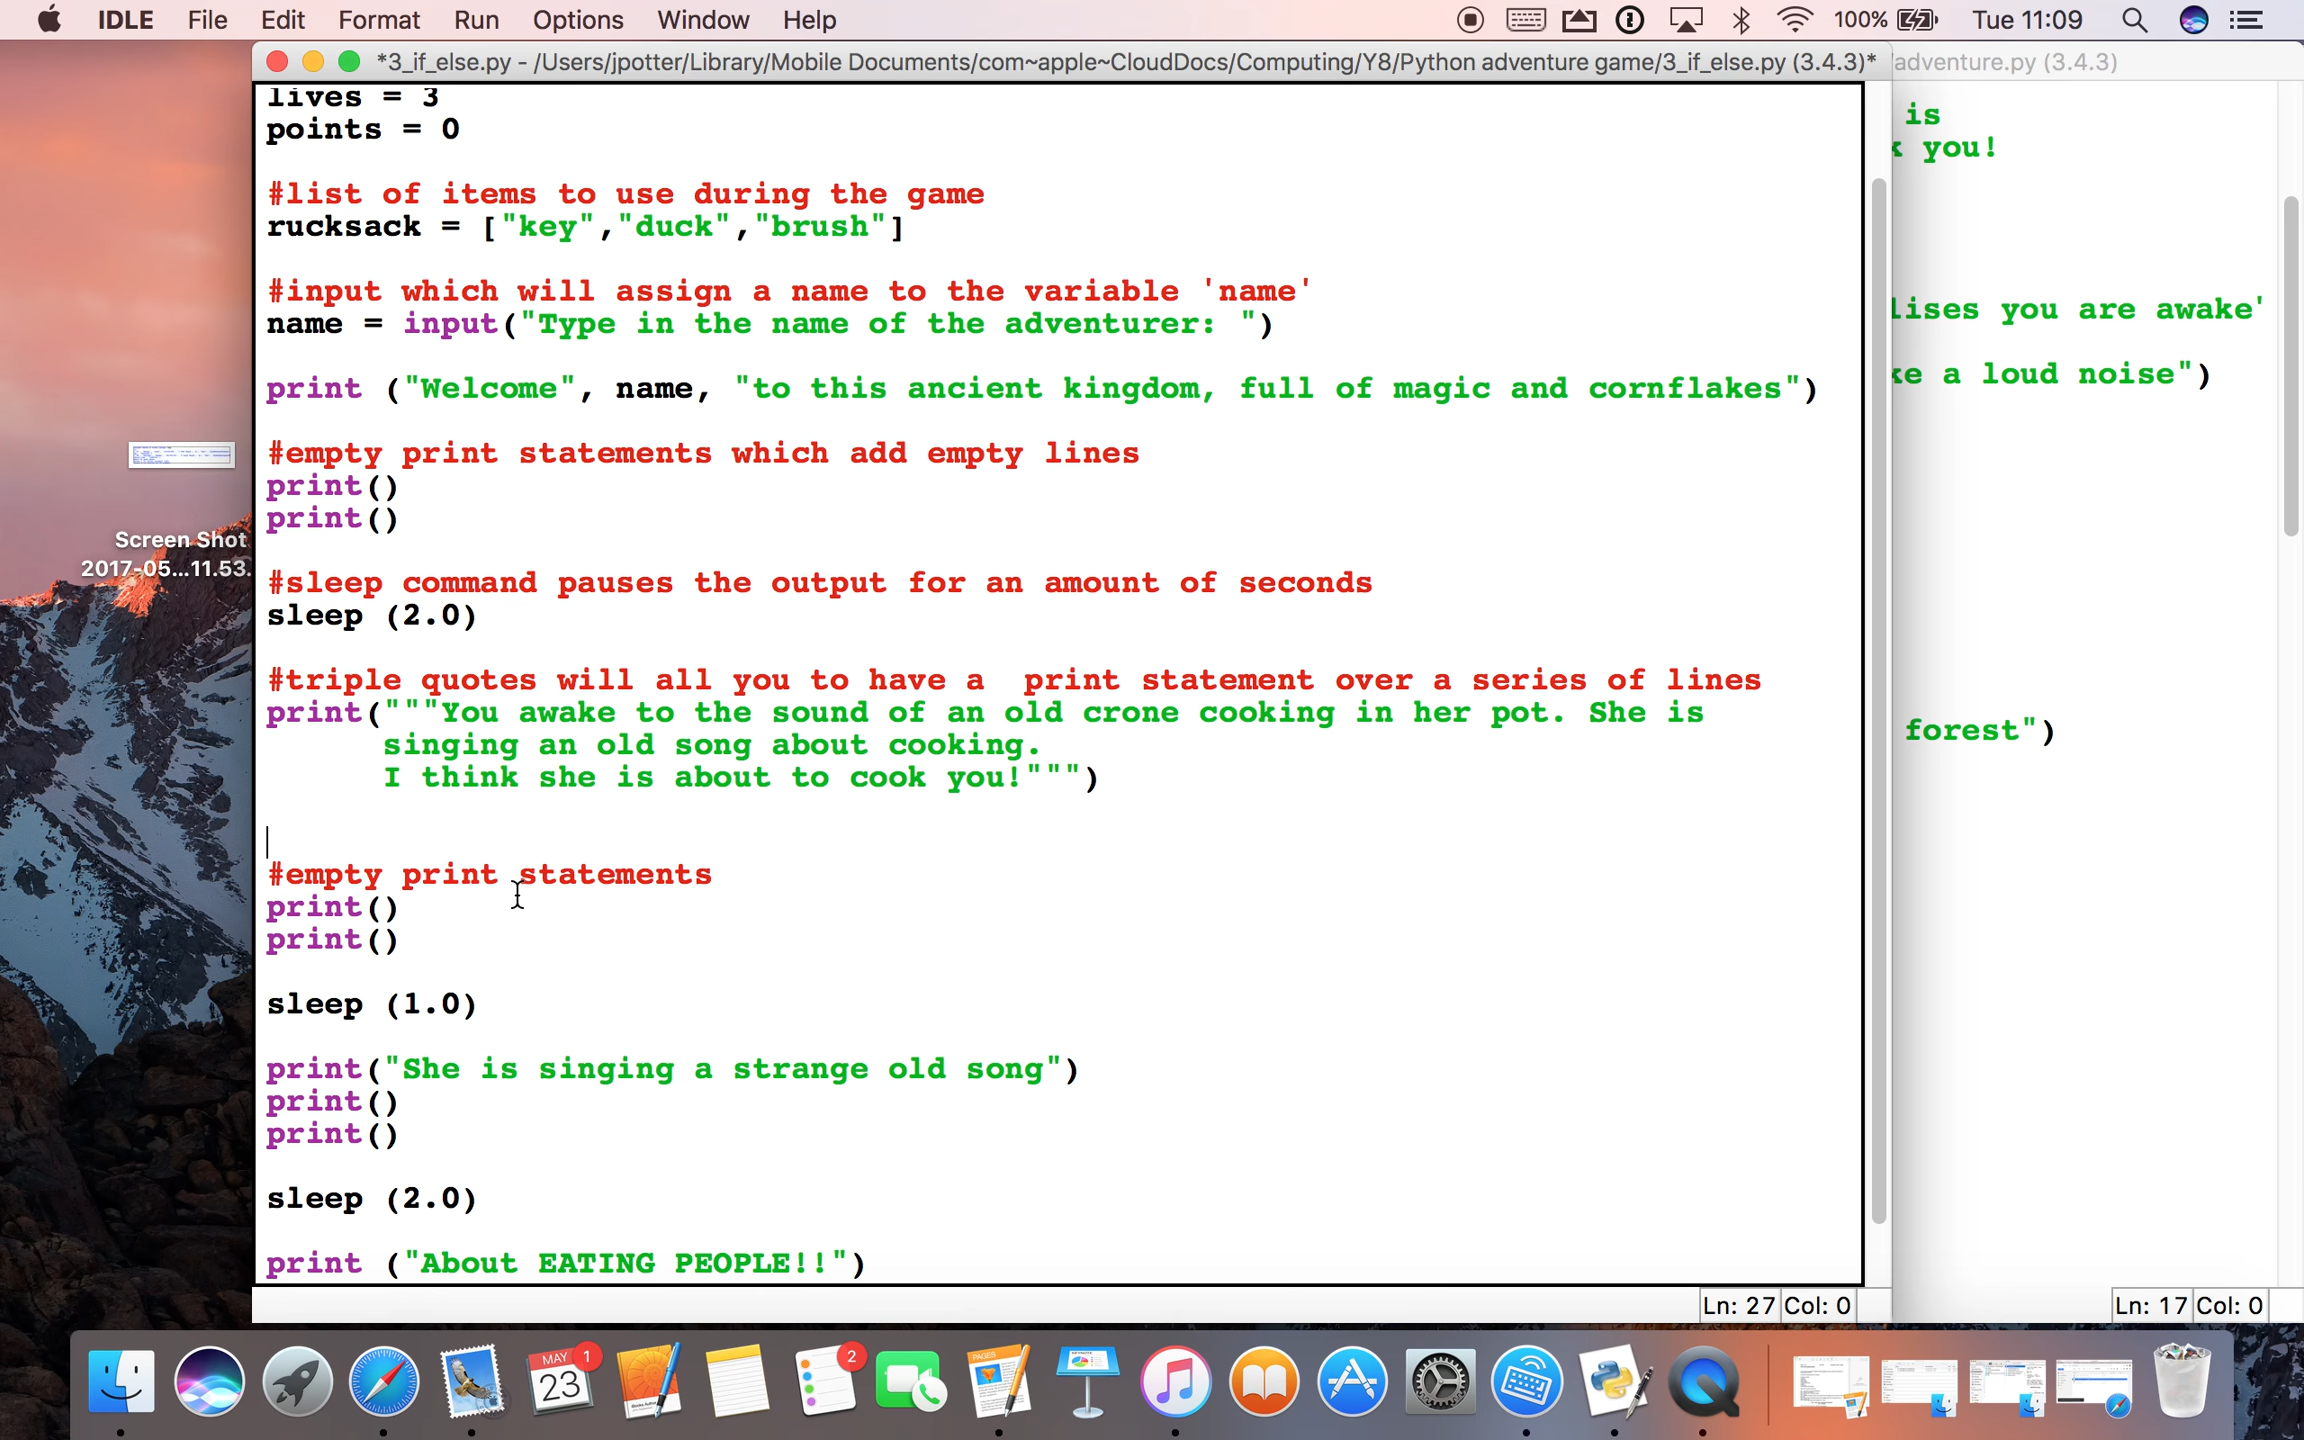 IDLE File Edit Format Run Options Window Help 100% Tue 11:09
*3_if_else.py - /Users/jpotter/Library/Mobile Documents/com~apple~CloudDocs/Computing/Y8/Python adventure game/3_if_else.py (3.4.3)*
adventure.py (3.4.3)
lives = 3
points = 0
#list of items to use during the game
rucksack = ["key","duck","brush"]
#input which will assign a name to the variable 'name'
name = input("Type in the name of the adventurer: ")
print ("Welcome", name, "to this ancient kingdom, full of magic and cornflakes")
#empty print statements which add empty lines
print()
print()
#sleep command pauses the output for an amount of seconds
sleep (2.0)
#triple quotes will all you to have a  print statement over a series of lines
print("""You awake to the sound of an old crone cooking in her pot. She is
singing an old song about cooking.
I think she is about to cook you!""")
#empty print statements
print()
print()
sleep (1.0)
print("She is singing a strange old song")
print()
print()
sleep (2.0)
print ("About EATING PEOPLE!!")
Ln: 27 Col: 0
is
k you!
lises you are awake"
ke a loud noise")
forest")
Ln: 17 Col: 0
Screen Shot
2017-05...11.53.
MAY 1
23
2
PAGES